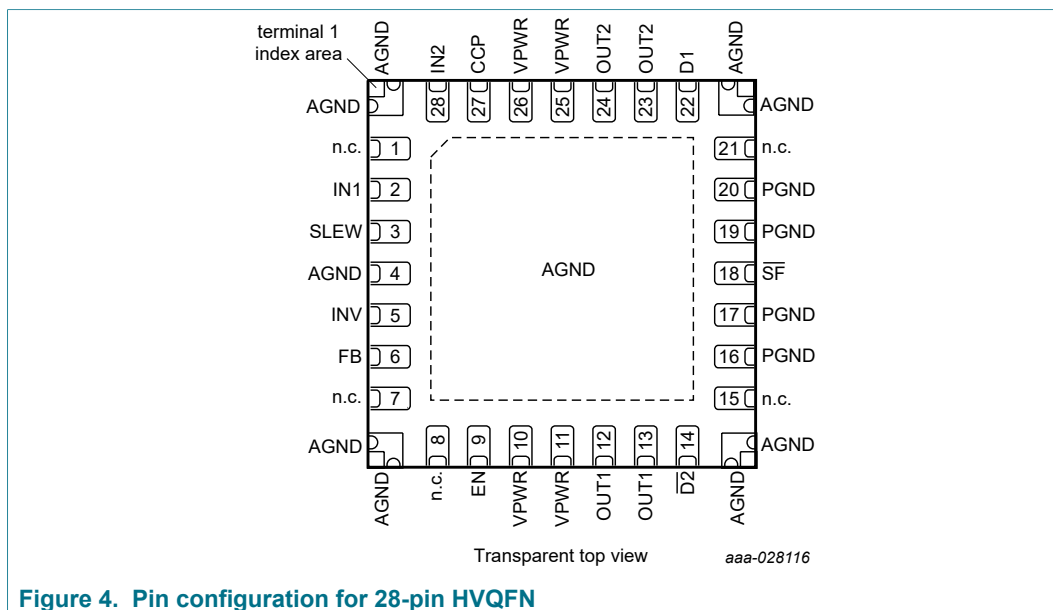 terminal 1
index area
AGND
IN2
CCP
VPWR
VPWR
OUT2
OUT2
D1
AGND
28
27
26
25
24
23
22
AGND
AGND
n.c. 1
21 n.c.
IN1 2
20 PGND
SLEW 3
19 PGND
AGND 4
AGND
18 S̅F̅
INV 5
17 PGND
FB 6
16 PGND
n.c. 7
15 n.c.
AGND
AGND
8
9
10
11
12
13
14
AGND
n.c.
EN
VPWR
VPWR
OUT1
OUT1
D̅2̅
AGND
Transparent top view
aaa-028116
Figure 4. Pin configuration for 28-pin HVQFN